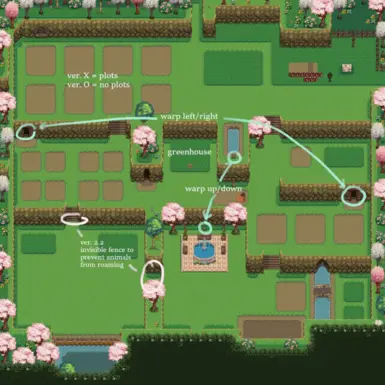 ver. X = plots
ver. O = no plots
warp left/right
greenhouse
warp up/down
ver. 2.2
invisible fence to
prevent animals
from roaming